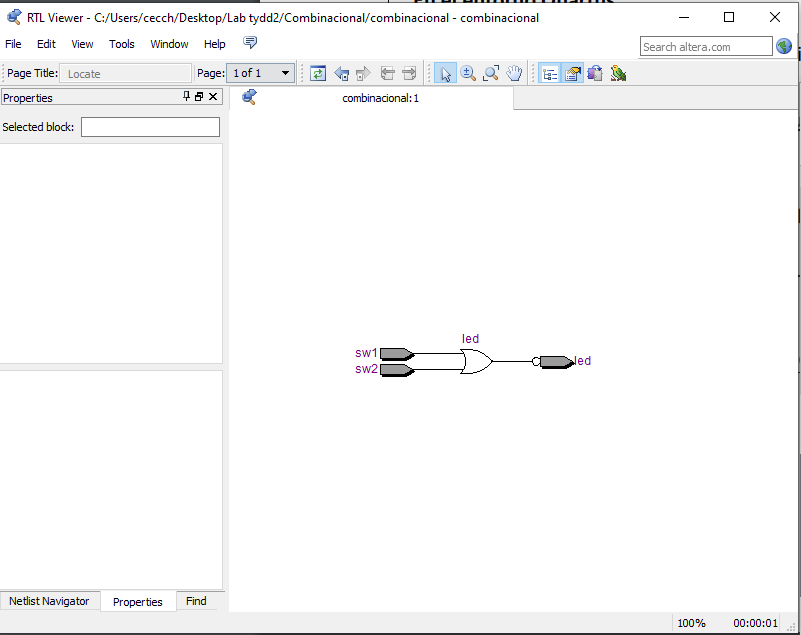 RTL Viewer - C:/Users/cecch/Desktop/Lab tydd2/Combinacional/combinacional - combinacional
File Edit View Tools Window Help
Search altera.com
Page Title: Locate Page: 1 of 1
Properties
combinacional:1
Selected block:
led
sw1
sw2
led
Netlist Navigator Properties Find
100% 00:00:01